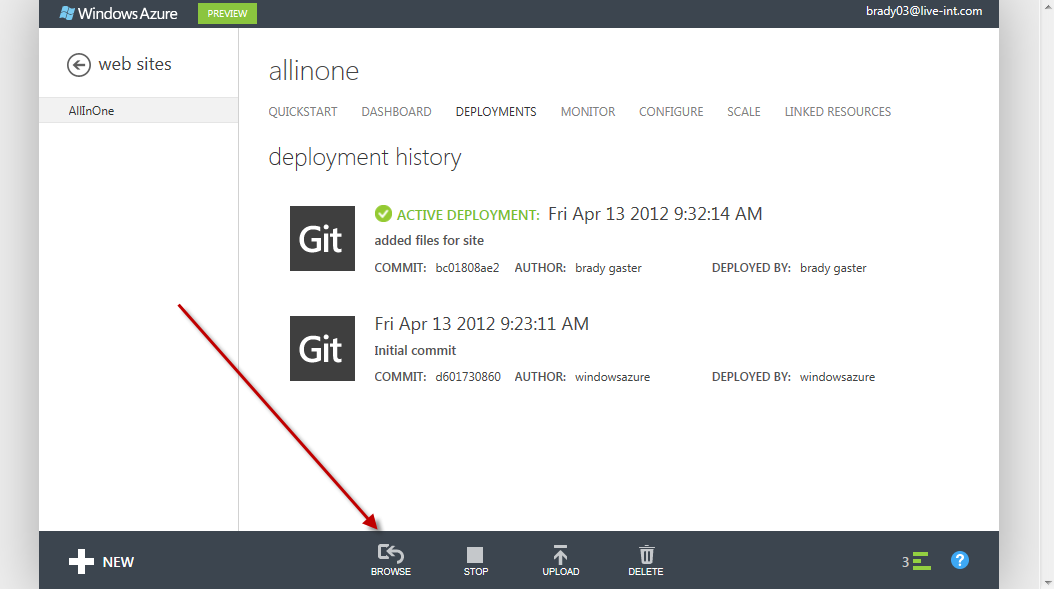 Windows Azure PREVIEW brady03@live-int.com
web sites
AllInOne
allinone
QUICKSTART DASHBOARD DEPLOYMENTS MONITOR CONFIGURE SCALE LINKED RESOURCES
deployment history
Git
ACTIVE DEPLOYMENT: Fri Apr 13 2012 9:32:14 AM
added files for site
COMMIT: bc01808ae2 AUTHOR: brady gaster DEPLOYED BY: brady gaster
Git
Fri Apr 13 2012 9:23:11 AM
Initial commit
COMMIT: d601730860 AUTHOR: windowsazure DEPLOYED BY: windowsazure
NEW BROWSE STOP UPLOAD DELETE 3 ?